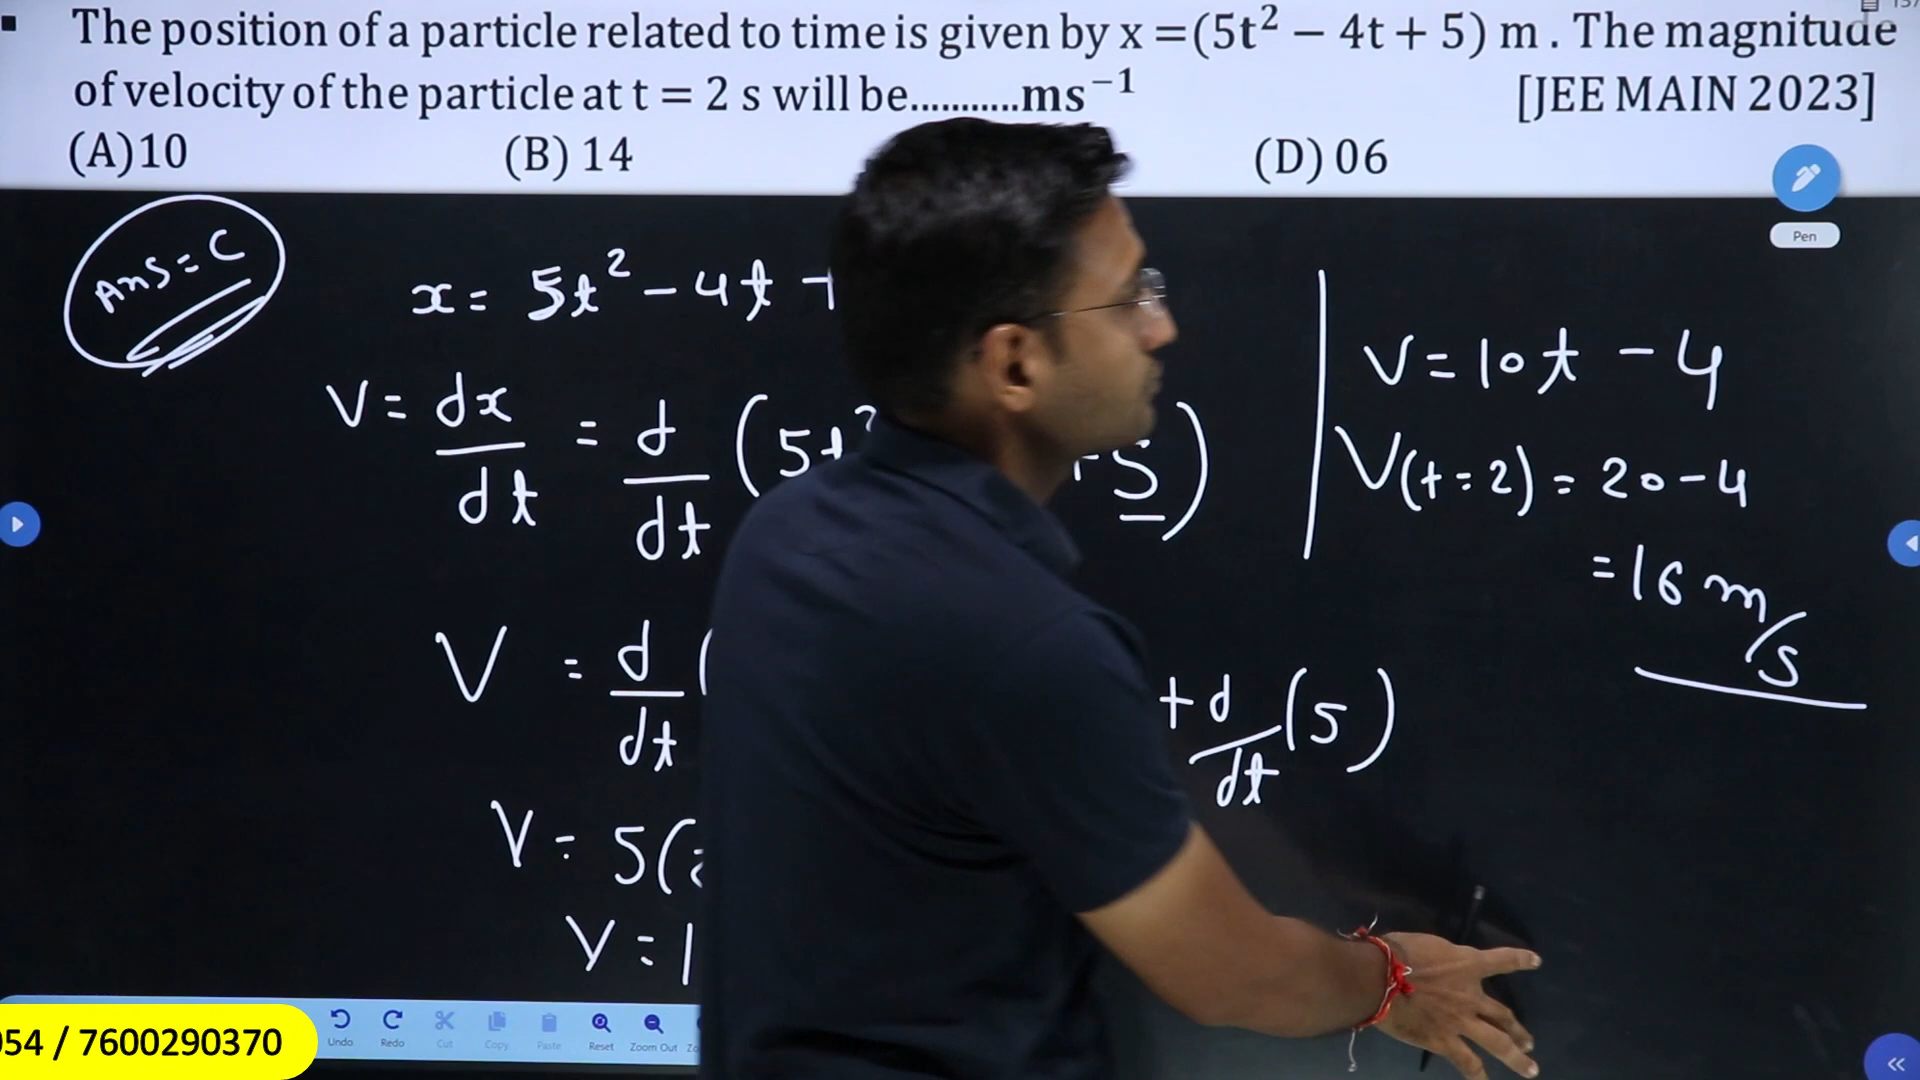 ▪ The position of a particle related to time is given by x = (5t² − 4t + 5) m . The magnitude
of velocity of the particle at t = 2 s will be...........ms⁻¹ [JEE MAIN 2023]
(A)10 (B) 14 (D) 06
Pen
Ans = C
x = 5t² - 4t +
V = dx/dt = d/dt (5t² +5)
V = d/dt ( + d/dt (5)
V = 5(
V = 1
V = 10t - 4
V(t = 2) = 20 - 4
= 16 m/s
054 / 7600290370
Undo Redo Cut Copy Paste Reset Zoom Out